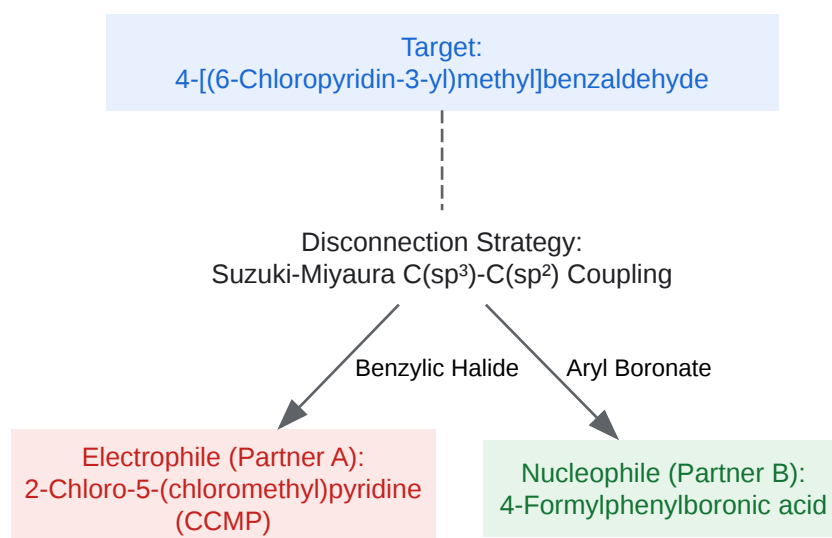 Target:
4-[(6-Chloropyridin-3-yl)methyl]benzaldehyde
Disconnection Strategy:
Suzuki-Miyaura C(sp³)-C(sp²) Coupling
Benzylic Halide
Aryl Boronate
Electrophile (Partner A):
2-Chloro-5-(chloromethyl)pyridine
(CCMP)
Nucleophile (Partner B):
4-Formylphenylboronic acid